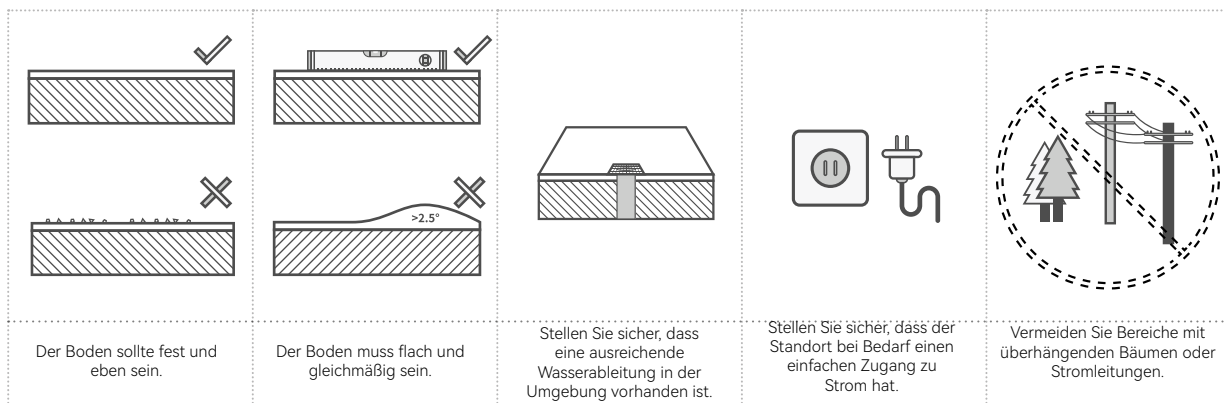 >2.5°
Der Boden sollte fest und
eben sein.
Der Boden muss flach und
gleichmäßig sein.
Stellen Sie sicher, dass
eine ausreichende
Wasserableitung in der
Umgebung vorhanden ist.
Stellen Sie sicher, dass der
Standort bei Bedarf einen
einfachen Zugang zu
Strom hat.
Vermeiden Sie Bereiche mit
überhängenden Bäumen oder
Stromleitungen.